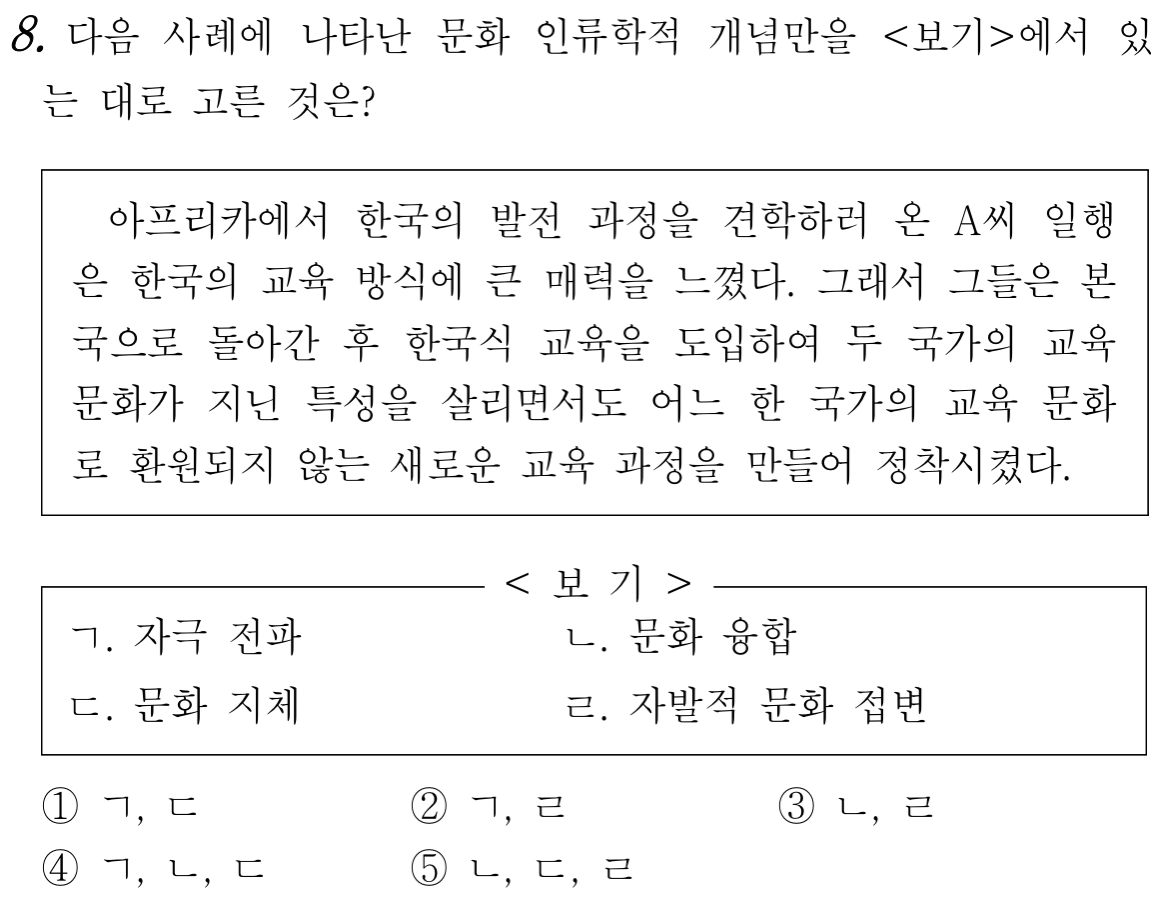 8. 다음 사례에 나타난 문화 인류학적 개념만을 <보기>에서 있
는 대로 고른 것은?
아프리카에서 한국의 발전 과정을 견학하러 온 A씨 일행
은 한국의 교육 방식에 큰 매력을 느꼈다. 그래서 그들은 본
국으로 돌아간 후 한국식 교육을 도입하여 두 국가의 교육
문화가 지닌 특성을 살리면서도 어느 한 국가의 교육 문화
로 환원되지 않는 새로운 교육 과정을 만들어 정착시켰다.
< 보 기 >
ㄱ. 자극 전파 ㄴ. 문화 융합
ㄷ. 문화 지체 ㄹ. 자발적 문화 접변
① ㄱ, ㄷ ② ㄱ, ㄹ ③ ㄴ, ㄹ
④ ㄱ, ㄴ, ㄷ ⑤ ㄴ, ㄷ, ㄹ